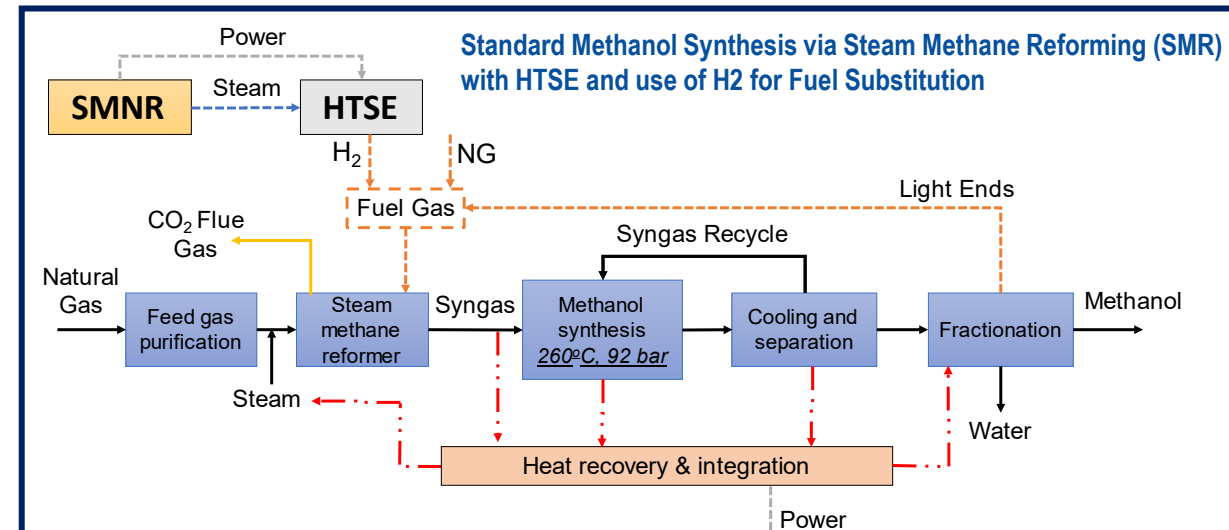 Power
Standard Methanol Synthesis via Steam Methane Reforming (SMR)
with HTSE and use of H2 for Fuel Substitution
Steam
SMNR
HTSE
H₂
NG
Light Ends
Fuel Gas
CO₂ Flue
Gas
Syngas Recycle
Natural
Gas
Feed gas
purification
Steam
methane
reformer
Syngas
Methanol
synthesis
260ºC, 92 bar
Cooling and
separation
Fractionation
Methanol
Steam
Water
Heat recovery & integration
Power